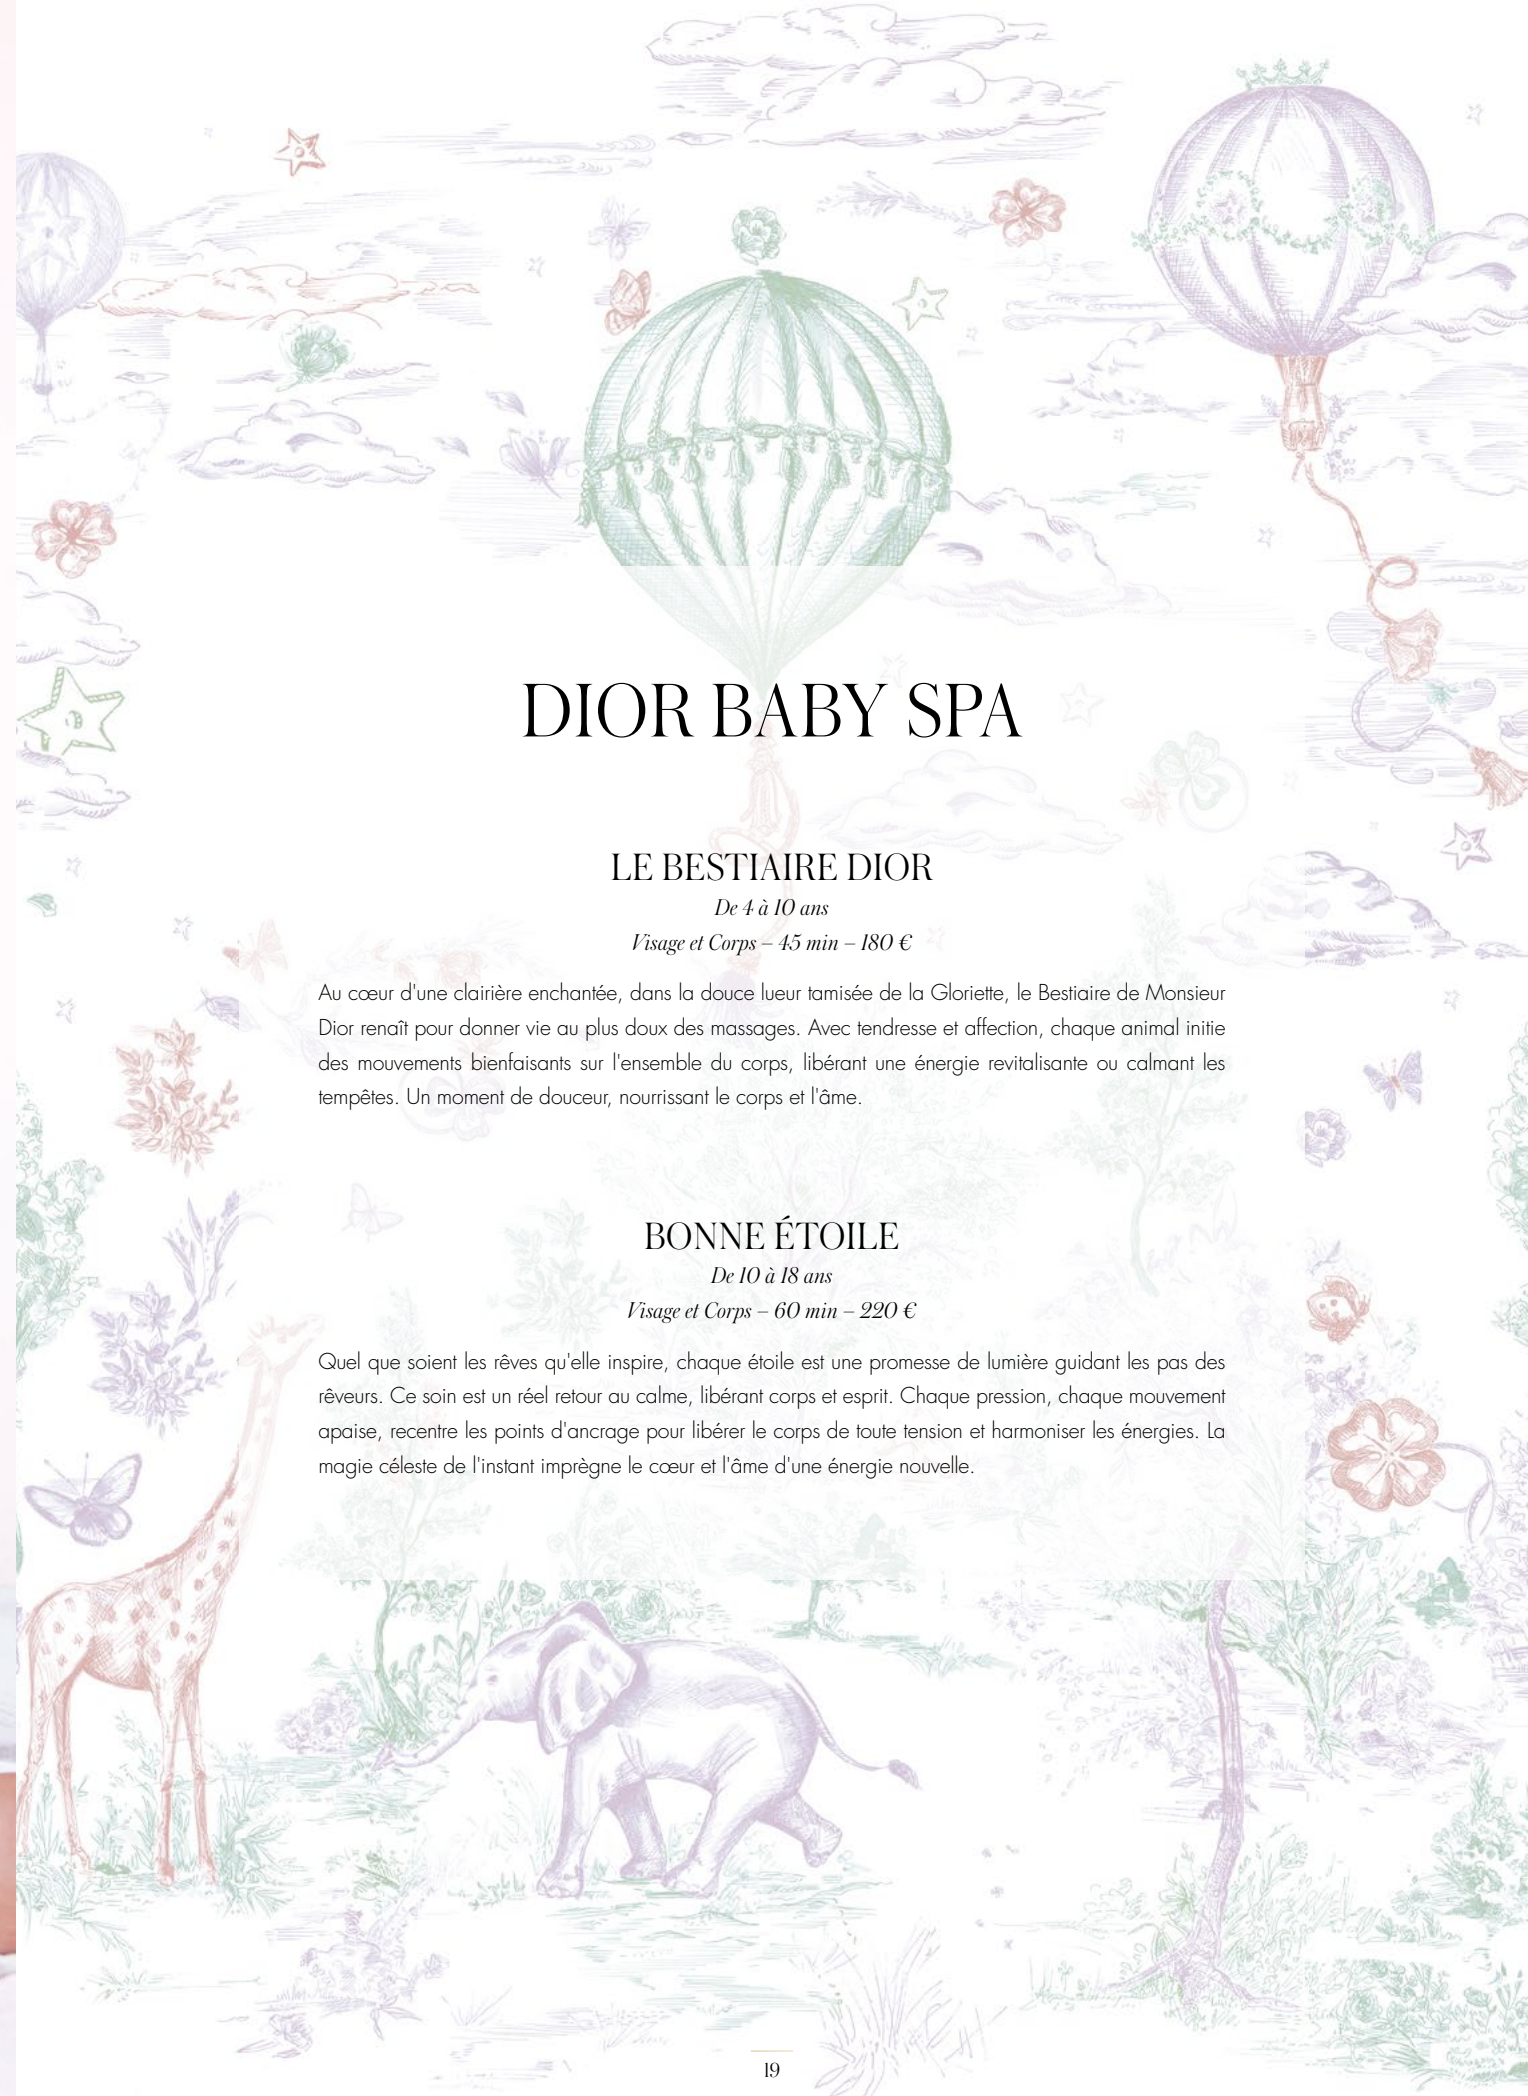 DIOR BABY SPA
LE BESTIAIRE DIOR
De 4 à 10 ans
Visage et Corps – 45 min – 180 €
Au cœur d'une clairière enchantée, dans la douce lueur tamisée de la Gloriette, le Bestiaire de Monsieur
Dior renaît pour donner vie au plus doux des massages. Avec tendresse et affection, chaque animal initie
des mouvements bienfaisants sur l'ensemble du corps, libérant une énergie revitalisante ou calmant les
tempêtes. Un moment de douceur, nourrissant le corps et l'âme.
BONNE ÉTOILE
De 10 à 18 ans
Visage et Corps – 60 min – 220 €
Quel que soient les rêves qu'elle inspire, chaque étoile est une promesse de lumière guidant les pas des
rêveurs. Ce soin est un réel retour au calme, libérant corps et esprit. Chaque pression, chaque mouvement
apaise, recentre les points d'ancrage pour libérer le corps de toute tension et harmoniser les énergies. La
magie céleste de l'instant imprègne le cœur et l'âme d'une énergie nouvelle.
19